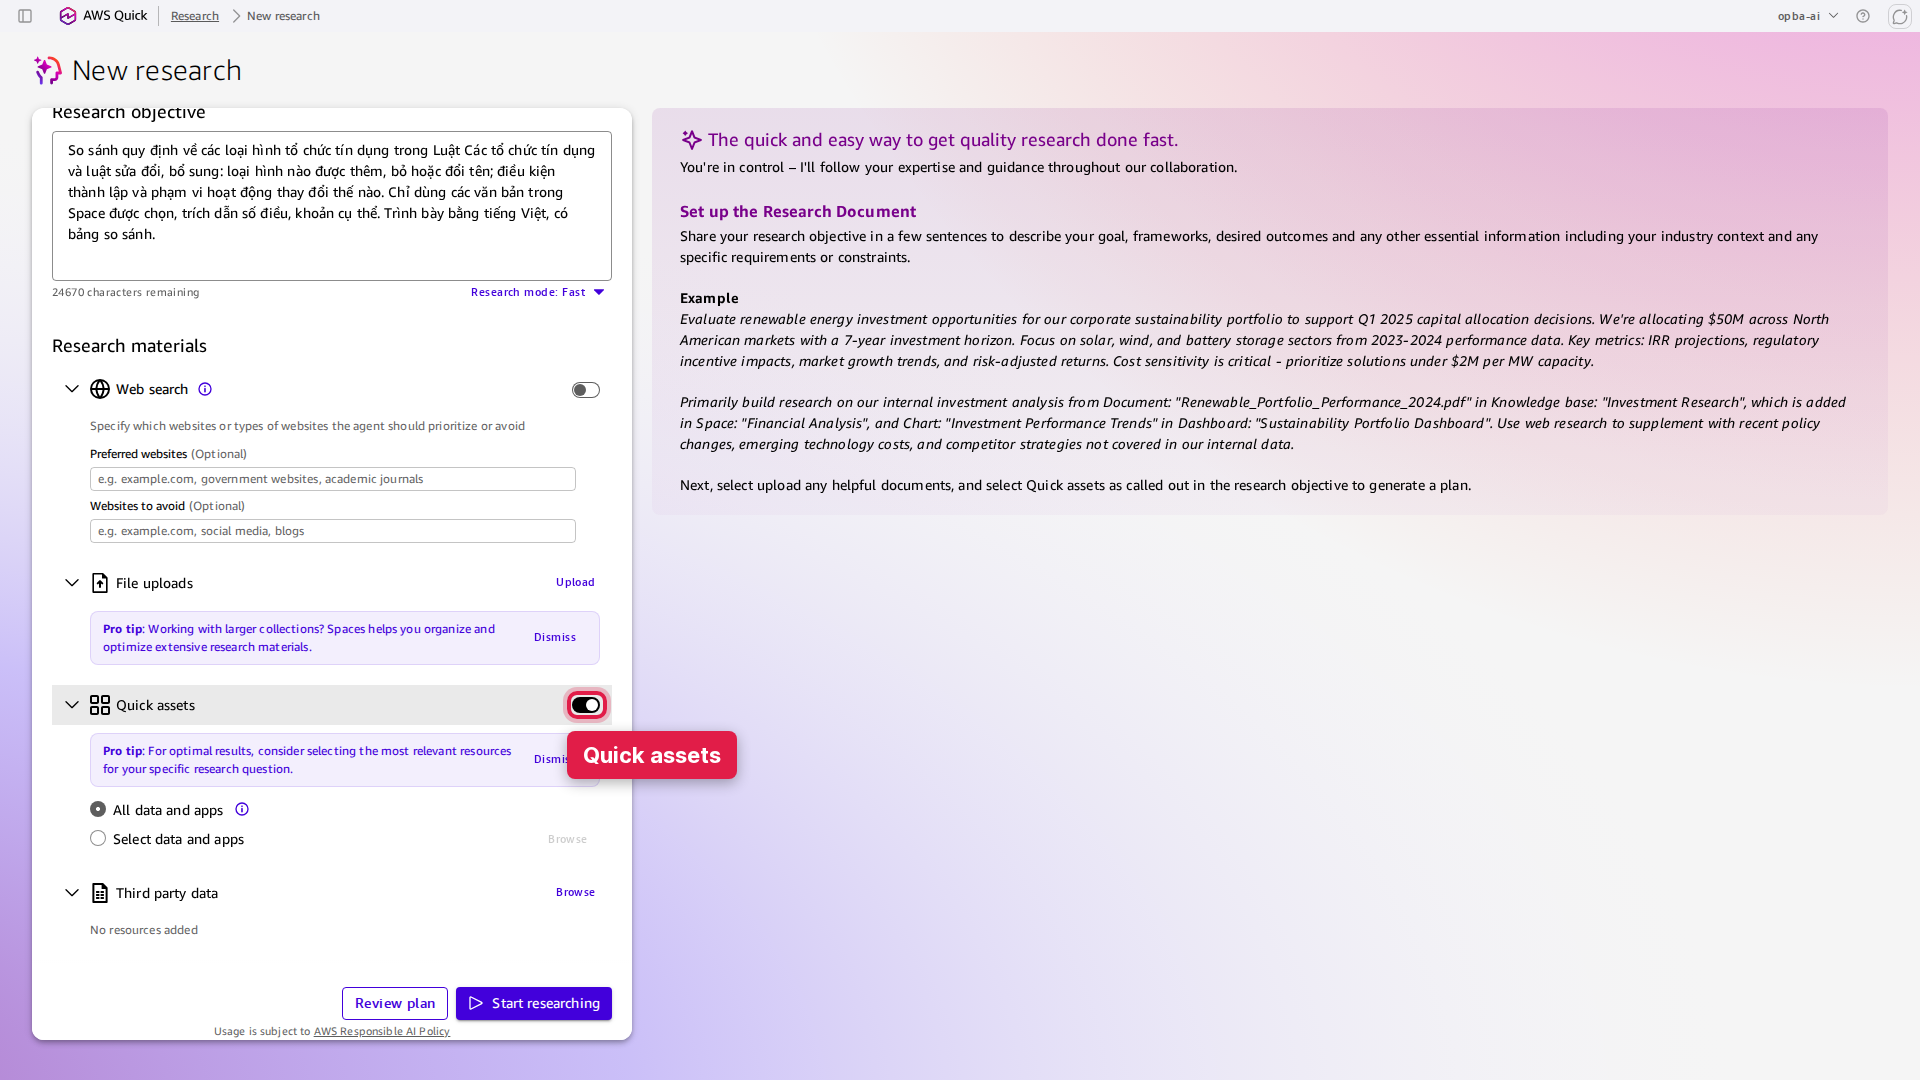 AWS Quick
Research
New research
opba-ai
New research
Research objective
So sánh quy định về các loại hình tổ chức tín dụng trong Luật Các tổ chức tín dụng
và luật sửa đổi, bổ sung: loại hình nào được thêm, bỏ hoặc đổi tên; điều kiện
thành lập và phạm vi hoạt động thay đổi thế nào. Chỉ dùng các văn bản trong
Space được chọn, trích dẫn số điều, khoản cụ thể. Trình bày bằng tiếng Việt, có
bảng so sánh.
24670 characters remaining
Research mode: Fast
Research materials
Web search
Specify which websites or types of websites the agent should prioritize or avoid
Preferred websites (Optional)
e.g. example.com, government websites, academic journals
Websites to avoid (Optional)
e.g. example.com, social media, blogs
File uploads
Upload
Pro tip: Working with larger collections? Spaces helps you organize and
optimize extensive research materials.
Dismiss
Quick assets
Pro tip: For optimal results, consider selecting the most relevant resources
for your specific research question.
Quick assets
All data and apps
Select data and apps
Browse
Third party data
Browse
No resources added
Review plan
Start researching
Usage is subject to AWS Responsible AI Policy
The quick and easy way to get quality research done fast.
You're in control – I'll follow your expertise and guidance throughout our collaboration.
Set up the Research Document
Share your research objective in a few sentences to describe your goal, frameworks, desired outcomes and any other essential information including your industry context and any
specific requirements or constraints.
Example
Evaluate renewable energy investment opportunities for our corporate sustainability portfolio to support Q1 2025 capital allocation decisions. We're allocating $50M across North
American markets with a 7-year investment horizon. Focus on solar, wind, and battery storage sectors from 2023-2024 performance data. Key metrics: IRR projections, regulatory
incentive impacts, market growth trends, and risk-adjusted returns. Cost sensitivity is critical - prioritize solutions under $2M per MW capacity.
Primarily build research on our internal investment analysis from Document: "Renewable_Portfolio_Performance_2024.pdf" in Knowledge base: "Investment Research", which is added
in Space: "Financial Analysis", and Chart: "Investment Performance Trends" in Dashboard: "Sustainability Portfolio Dashboard". Use web research to supplement with recent policy
changes, emerging technology costs, and competitor strategies not covered in our internal data.
Next, select upload any helpful documents, and select Quick assets as called out in the research objective to generate a plan.